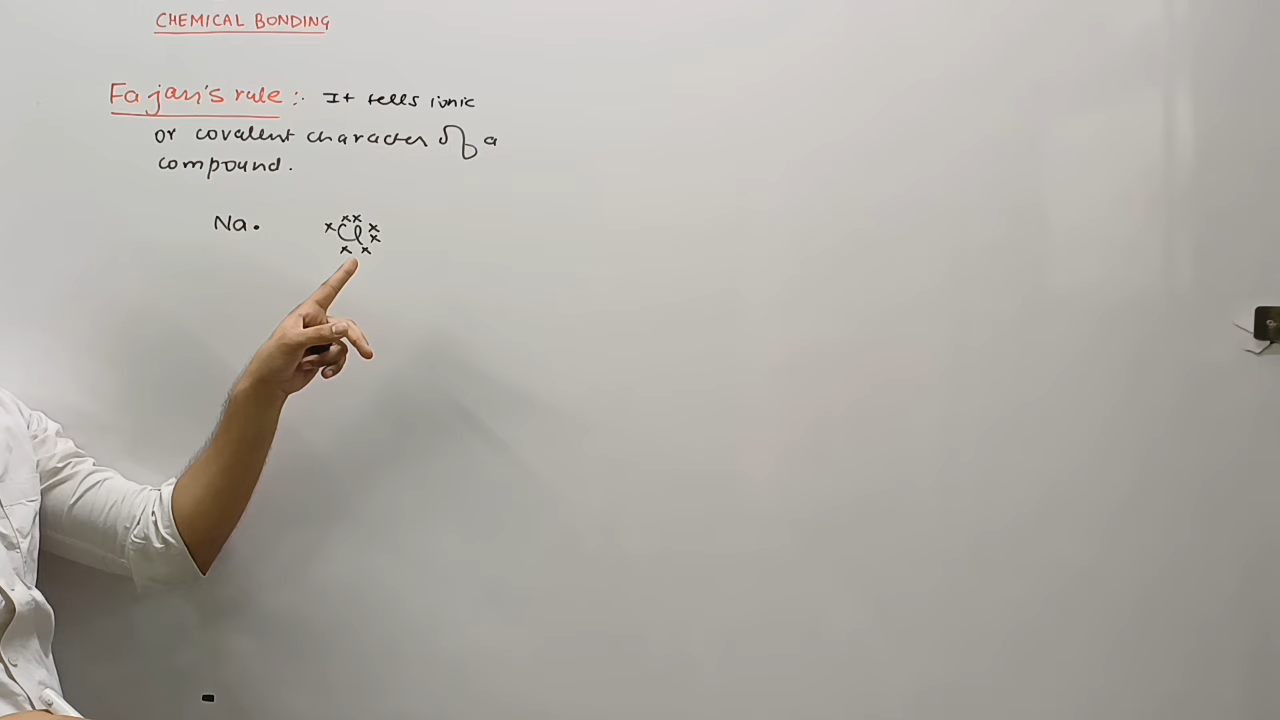 CHEMICAL BONDING
Fajan's rule :. It tells ionic
or covalent character of a
compound.
Na. Cl